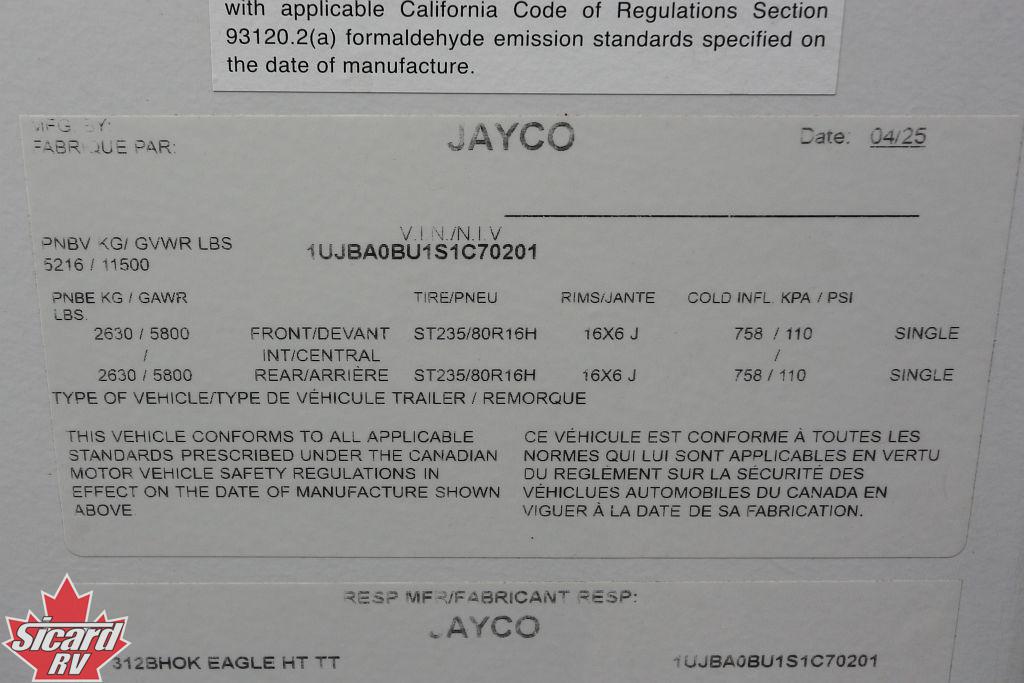 with applicable California Code of Regulations Section
93120.2(a) formaldehyde emission standards specified on
the date of manufacture.
MFG. BY:
FABRIQUE PAR:
JAYCO
Date: 04/25
V.I.N./N.I.V
PNBV KG/ GVWR LBS
1UJBA0BU1S1C70201
5216 / 11500
PNBE KG / GAWR TIRE/PNEU RIMS/JANTE COLD INFL. KPA / PSI
LBS.
2630 / 5800 FRONT/DEVANT ST235/80R16H 16X6 J 758 / 110 SINGLE
/ INT/CENTRAL /
2630 / 5800 REAR/ARRIÈRE ST235/80R16H 16X6 J 758 / 110 SINGLE
TYPE OF VEHICLE/TYPE DE VÉHICULE TRAILER / REMORQUE
THIS VEHICLE CONFORMS TO ALL APPLICABLE
STANDARDS PRESCRIBED UNDER THE CANADIAN
MOTOR VEHICLE SAFETY REGULATIONS IN
EFFECT ON THE DATE OF MANUFACTURE SHOWN
ABOVE.
CE VÉHICULE EST CONFORME À TOUTES LES
NORMES QUI LUI SONT APPLICABLES EN VERTU
DU REGLÈMENT SUR LA SÉCURITÉ DES
VÉHICLUES AUTOMOBILES DU CANADA EN
VIGUER À LA DATE DE SA FABRICATION.
RESP MFR/FABRICANT RESP:
JAYCO
312BHOK EAGLE HT TT 1UJBA0BU1S1C70201
Sicard
RV